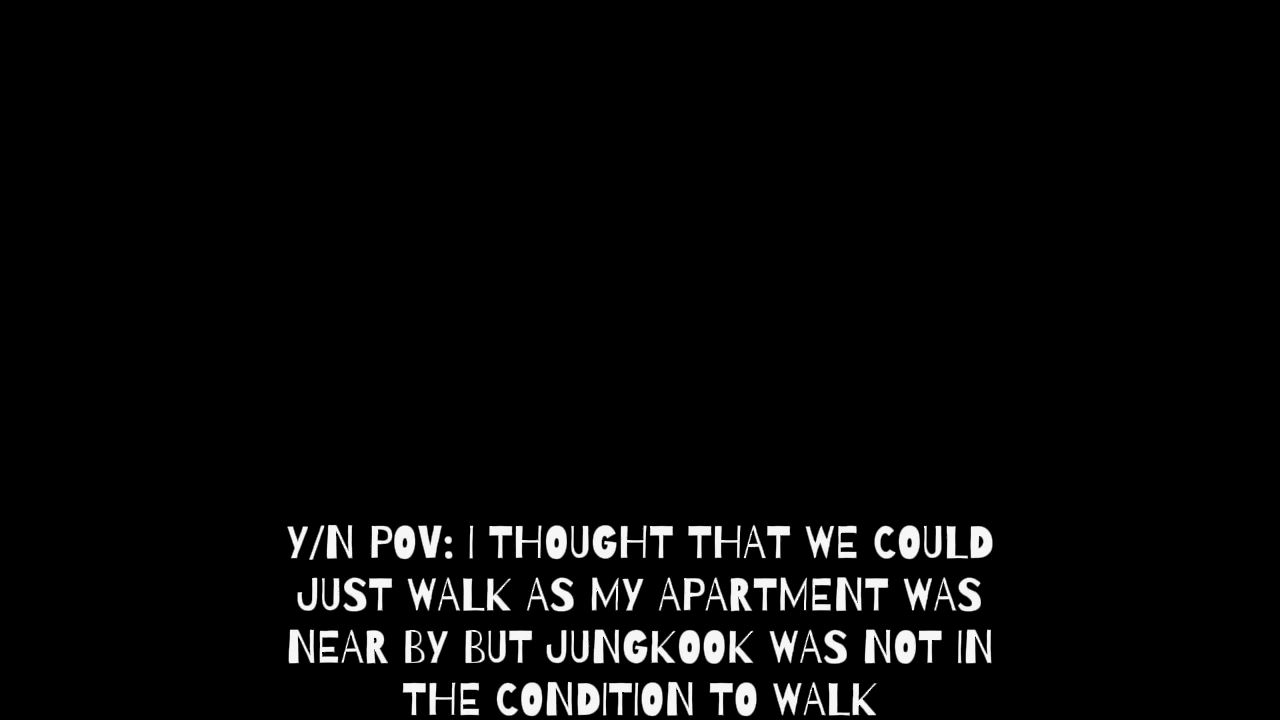 Y/N POV: I THOUGHT THAT WE COULD
JUST WALK AS MY APARTMENT WAS
NEAR BY BUT JUNGKOOK WAS NOT IN
THE CONDITION TO WALK